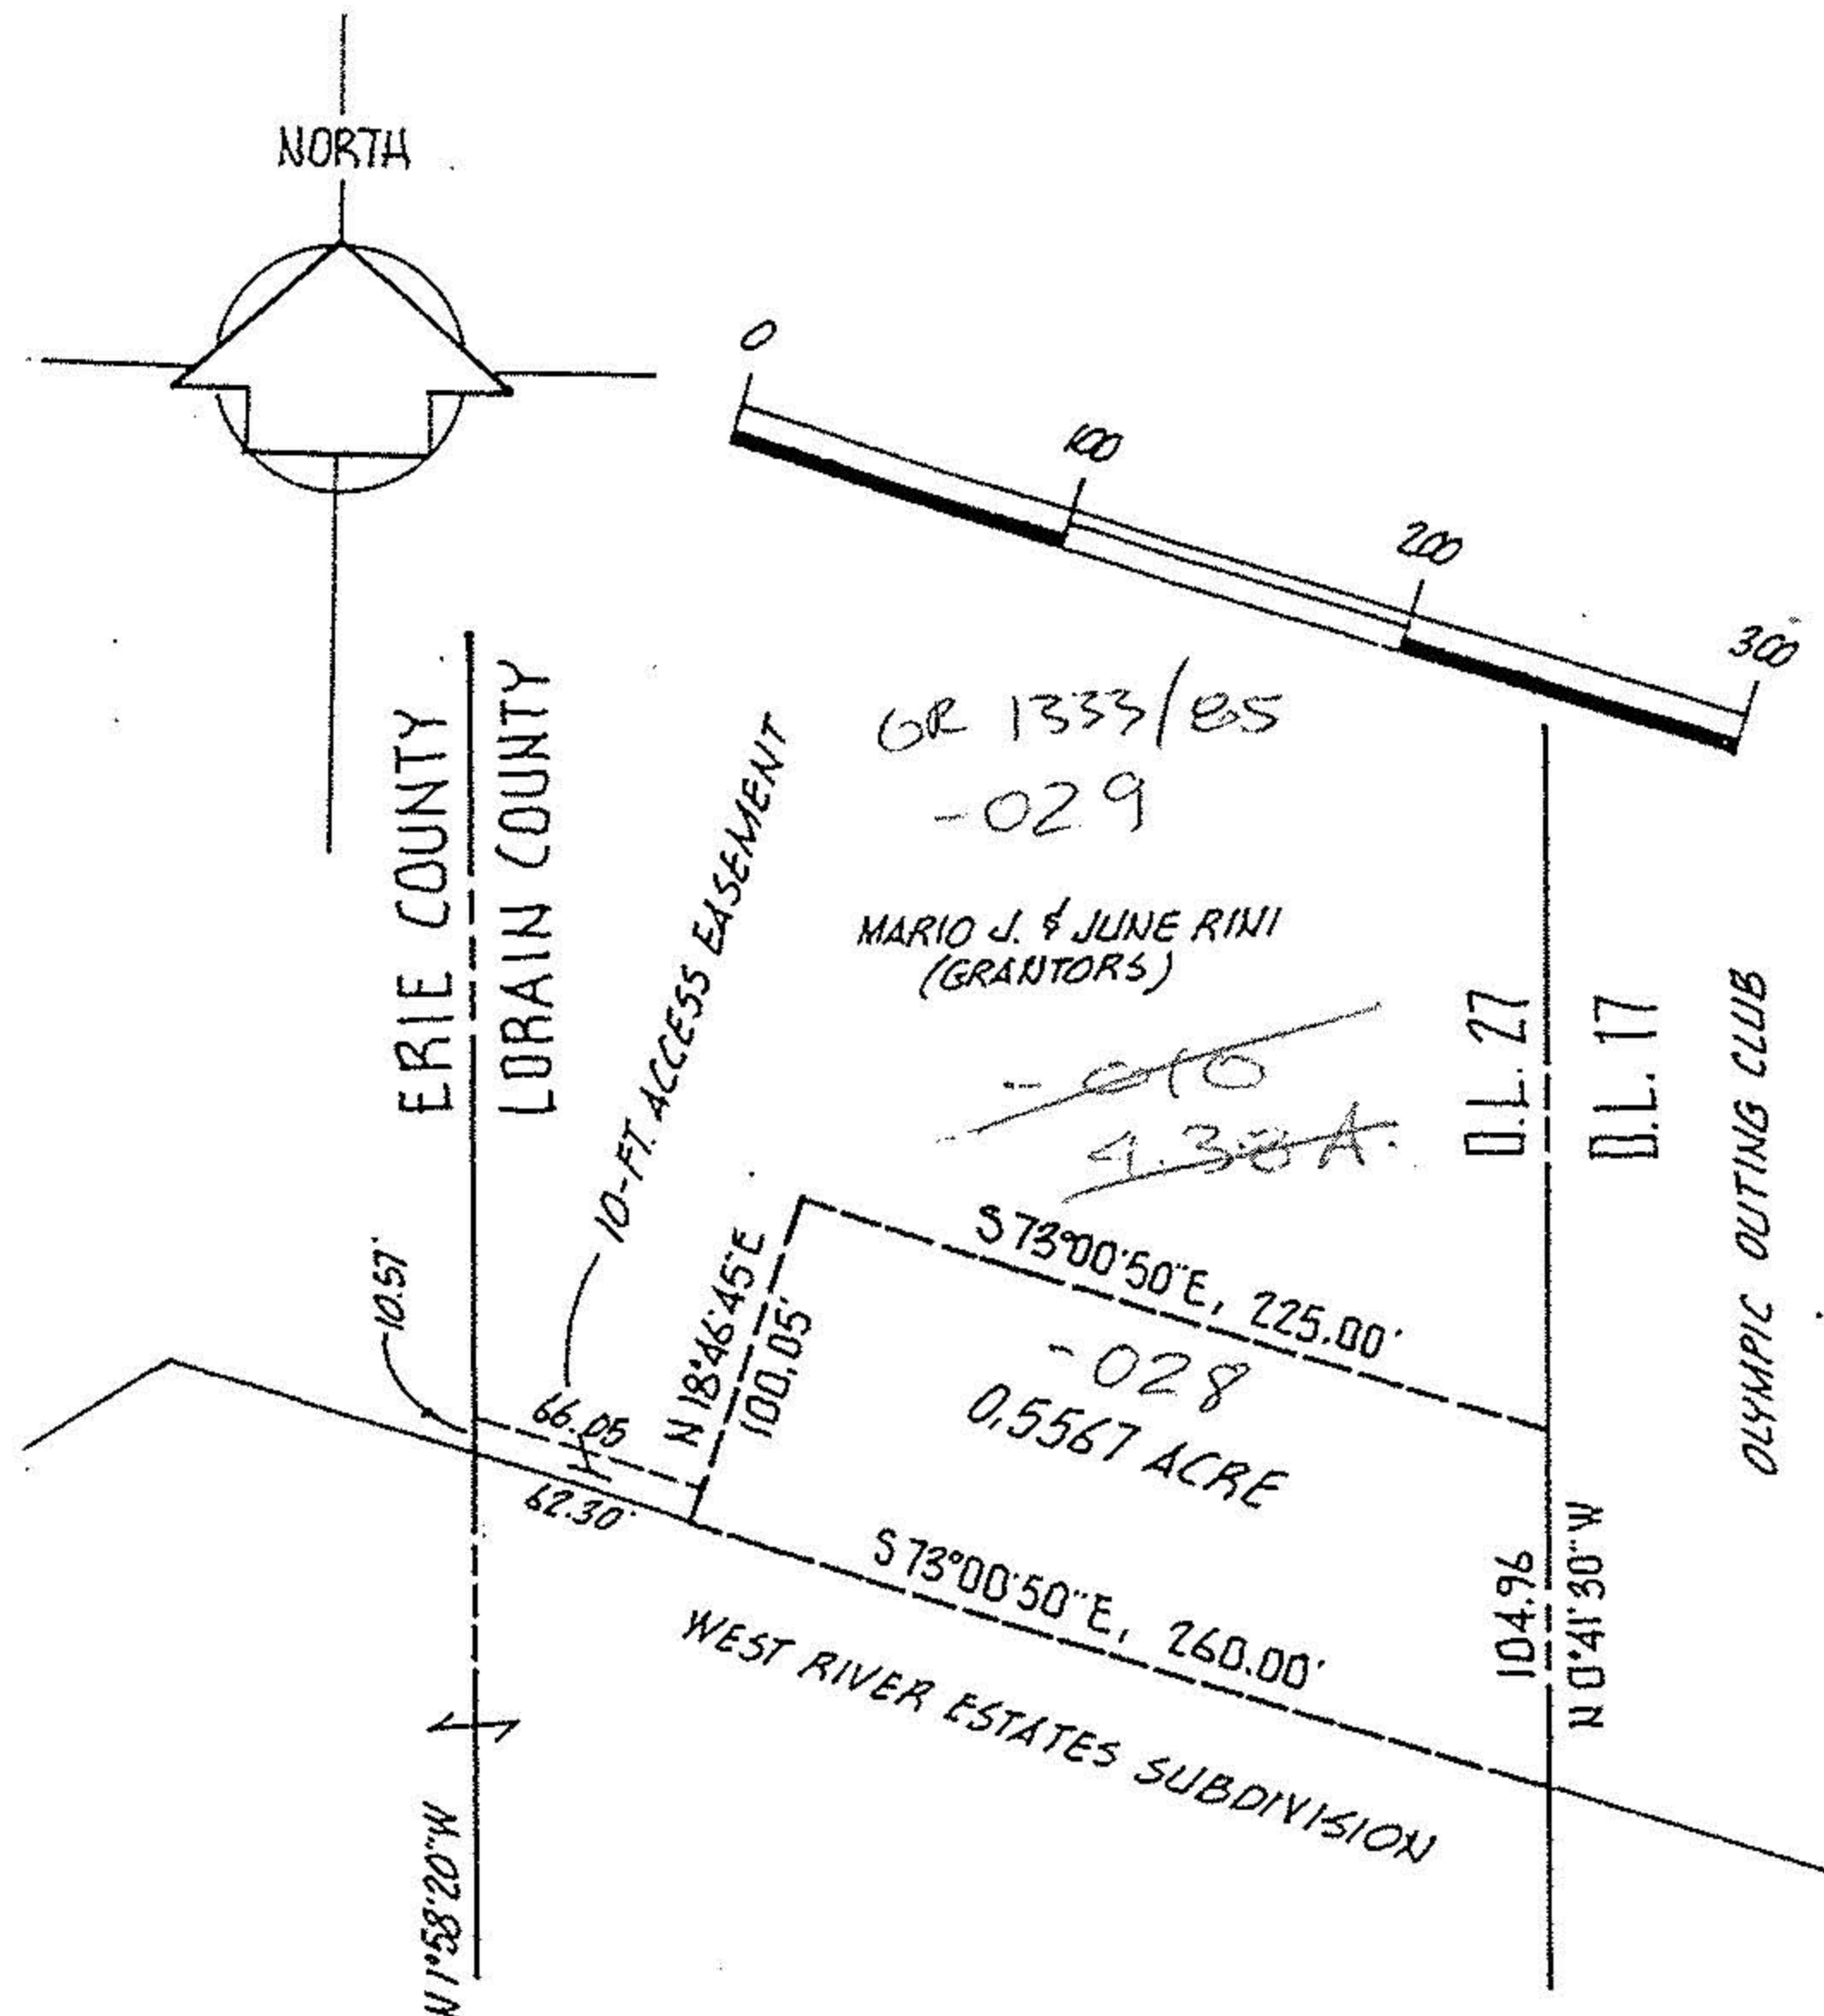 NORTH
0
100
200
300
ERIE COUNTY
LORAIN COUNTY
10-FT. ACCESS EASEMENT
OR 1333/85
-029
MARIO J. & JUNE RINI
(GRANTORS)
-010
4.38 A.
O.L. 27
O.L. 17
OLYMPIC OUTING CLUB
10.57'
66.05
62.30'
N 18°46'45"E
100.05'
S 73°00'50"E, 225.00'
-028
0.5567 ACRE
S 73°00'50"E, 260.00'
WEST RIVER ESTATES SUBDIVISION
104.96
N 0°41'30"W
N 1°58'20"W